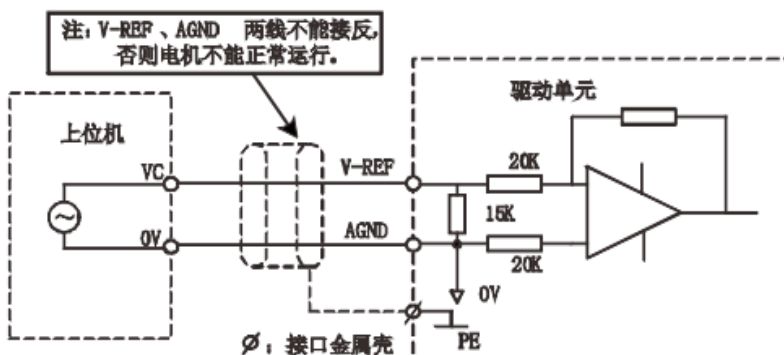 注：V-REF 、AGND 两线不能接反，
否则电机不能正常运行。
驱动单元
上位机
VC
V-REF
20K
15K
0V
AGND
20K
0V
PE
Ø：接口金属壳